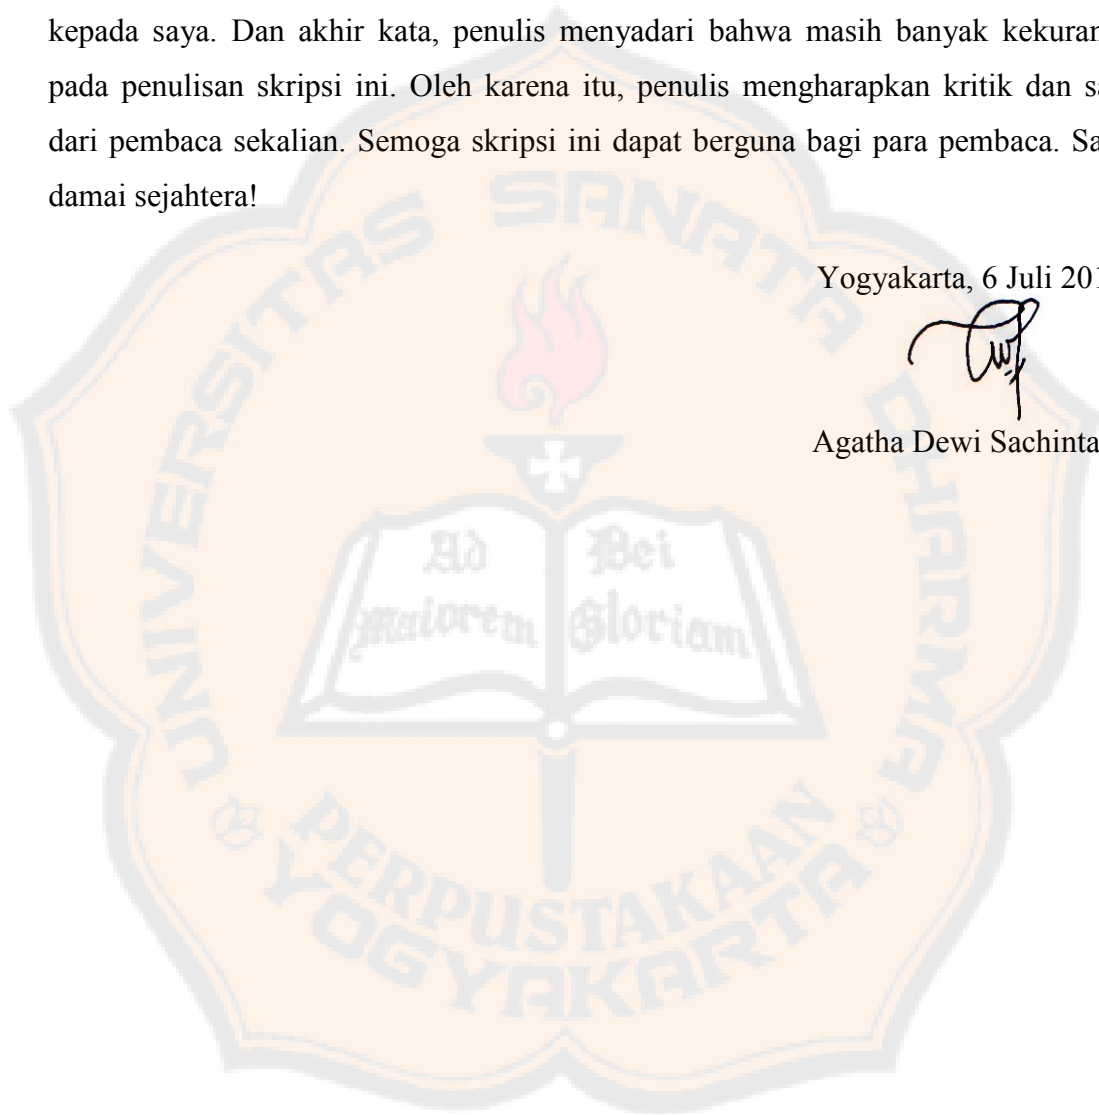 kepada saya. Dan akhir kata, penulis menyadari bahwa masih banyak kekuran
pada penulisan skripsi ini. Oleh karena itu, penulis mengharapkan kritik dan sa
dari pembaca sekalian. Semoga skripsi ini dapat berguna bagi para pembaca. Sa
damai sejahtera!
Yogyakarta, 6 Juli 201
Agatha Dewi Sachinta
UNIVERSITAS SANATA DHARMA
Ad Dei
Maiorem Gloriam
PERPUSTAKAAN
YOGYAKARTA